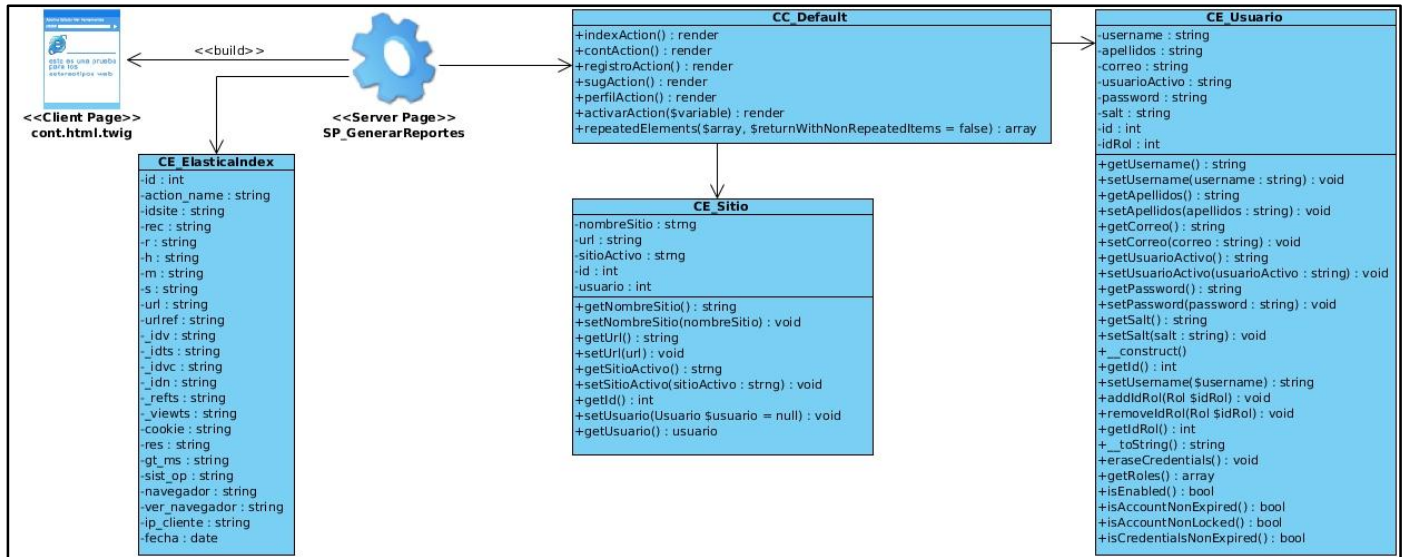 este es una prueba
para los
estereotipos web
<<Client Page>>
cont.html.twig
<<build>>
<<Server Page>>
SP_GenerarReportes
CC_Default
+indexAction() : render
+contAction() : render
+registroAction() : render
+sugAction() : render
+perfilAction() : render
+activarAction($variable) : render
+repeatedElements($array, $returnWithNonRepeatedItems = false) : array
CE_Usuario
-username : string
-apellidos : string
-correo : string
-usuarioActivo : string
-password : string
-salt : string
-id : int
-idRol : int
+getUsername() : string
+setUsername(username : string) : void
+getApellidos() : string
+setApellidos(apellidos : string) : void
+getCorreo() : string
+setCorreo(correo : string) : void
+getUsuarioActivo() : string
+setUsuarioActivo(usuarioActivo : string) : void
+getPassword() : string
+setPassword(password : string) : void
+getSalt() : string
+setSalt(salt : string) : void
+__construct()
+getId() : int
+setUsername($username) : string
+addIdRol(Rol $idRol) : void
+removeIdRol(Rol $idRol) : void
+getIdRol() : int
+__toString() : string
+eraseCredentials() : void
+getRoles() : array
+isEnabled() : bool
+isAccountNonExpired() : bool
+isAccountNonLocked() : bool
+isCredentialsNonExpired() : bool
CE_ElasticaIndex
-id : int
-action_name : string
-idsite : string
-rec : string
-r : string
-h : string
-m : string
-s : string
-url : string
-urlref : string
-_idv : string
-_idts : string
-_idvc : string
-_idn : string
-_refts : string
-_viewts : string
-cookie : string
-res : string
-gt_ms : string
-sist_op : string
-navegador : string
-ver_navegador : string
-ip_cliente : string
-fecha : date
CE_Sitio
-nombreSitio : strng
-url : string
-sitioActivo : strng
-id : int
-usuario : int
+getNombreSitio() : string
+setNombreSitio(nombreSitio) : void
+getUrl() : string
+setUrl(url) : void
+getSitioActivo() : strng
+setSitioActivo(sitioActivo : strng) : void
+getId() : int
+setUsuario(Usuario $usuario = null) : void
+getUsuario() : usuario